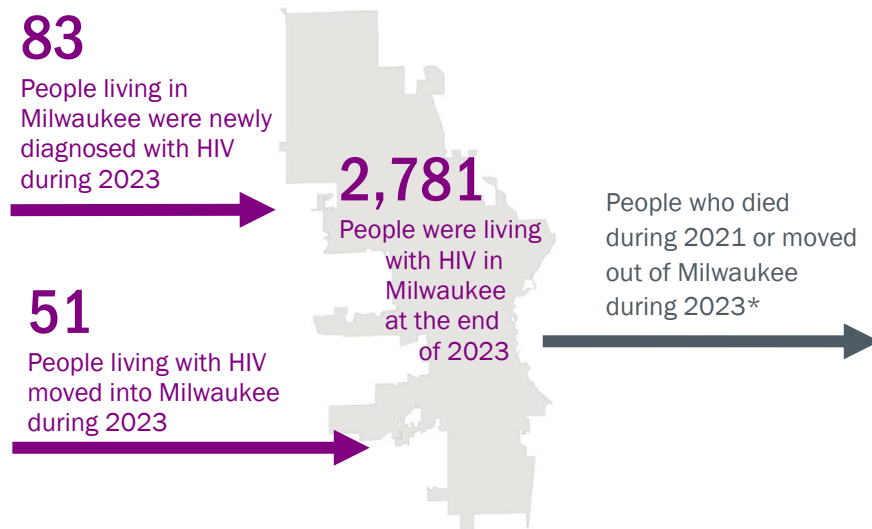 83
People living in
Milwaukee were newly
diagnosed with HIV
during 2023
2,781
People were living
with HIV in
Milwaukee
at the end
of 2023
51
People living with HIV
moved into Milwaukee
during 2023
People who died
during 2021 or moved
out of Milwaukee
during 2023*